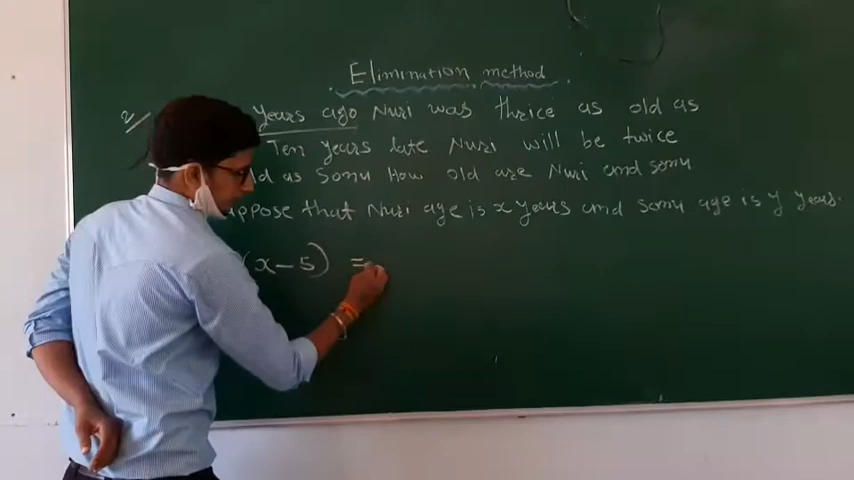 Elimination method
2/ Years ago Nuri was thrice as old as
Ten years late Nuri will be twice
as Sonu How old are Nuri and Sonu
ppose that Nuri age is x years and Sonu age is y years.
(x-5) =